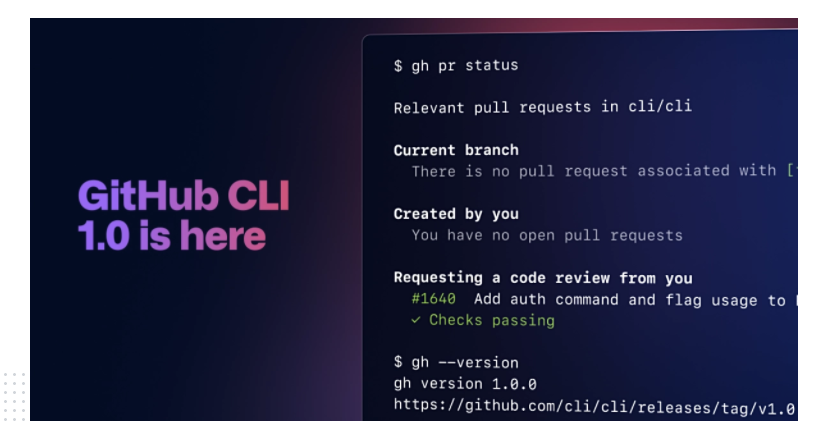 GitHub CLI
1.0 is here
$ gh pr status
Relevant pull requests in cli/cli
Current branch
There is no pull request associated with [
Created by you
You have no open pull requests
Requesting a code review from you
#1640 Add auth command and flag usage to
✓ Checks passing
$ gh --version
gh version 1.0.0
https://github.com/cli/cli/releases/tag/v1.0